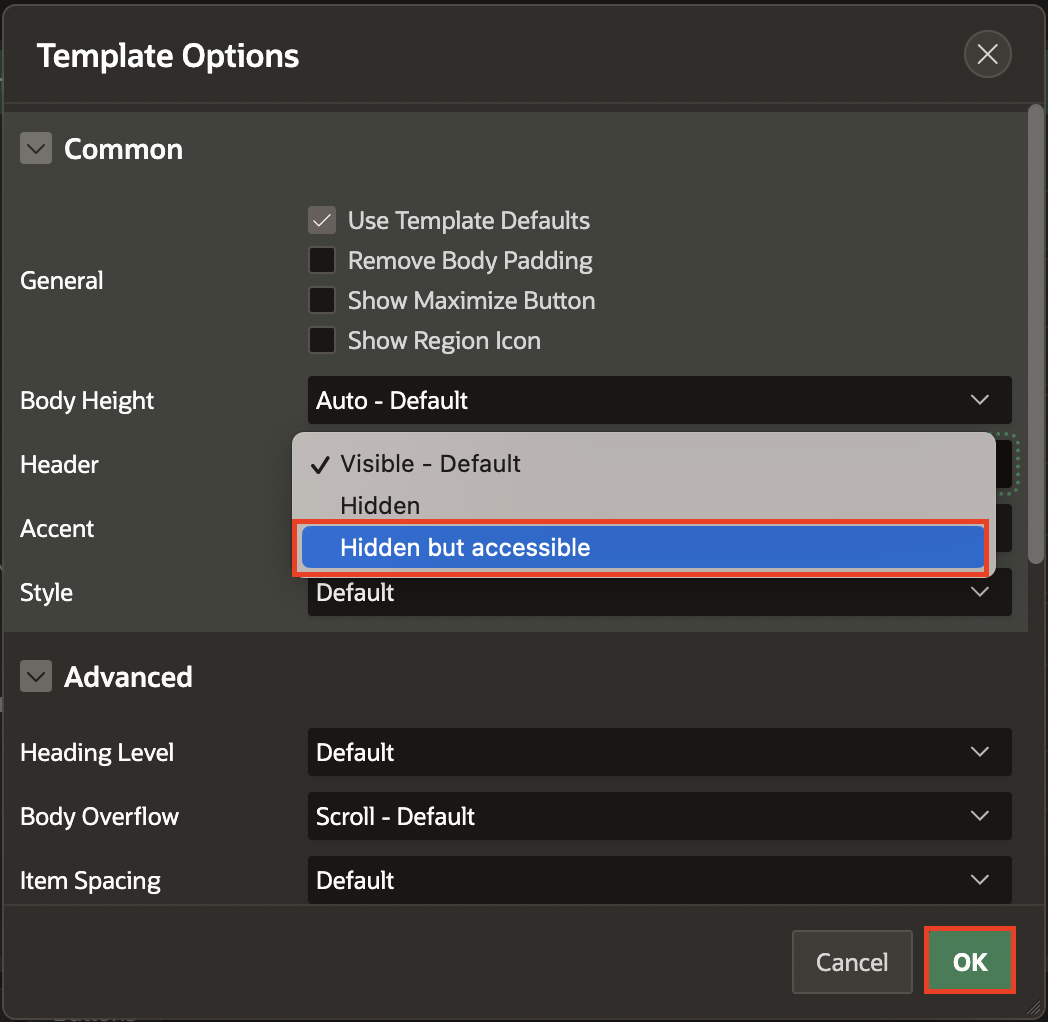 Template Options
Common
General
Use Template Defaults
Remove Body Padding
Show Maximize Button
Show Region Icon
Body Height
Auto - Default
Header
Visible - Default
Hidden
Hidden but accessible
Accent
Style
Default
Advanced
Heading Level
Default
Body Overflow
Scroll - Default
Item Spacing
Default
Cancel
OK